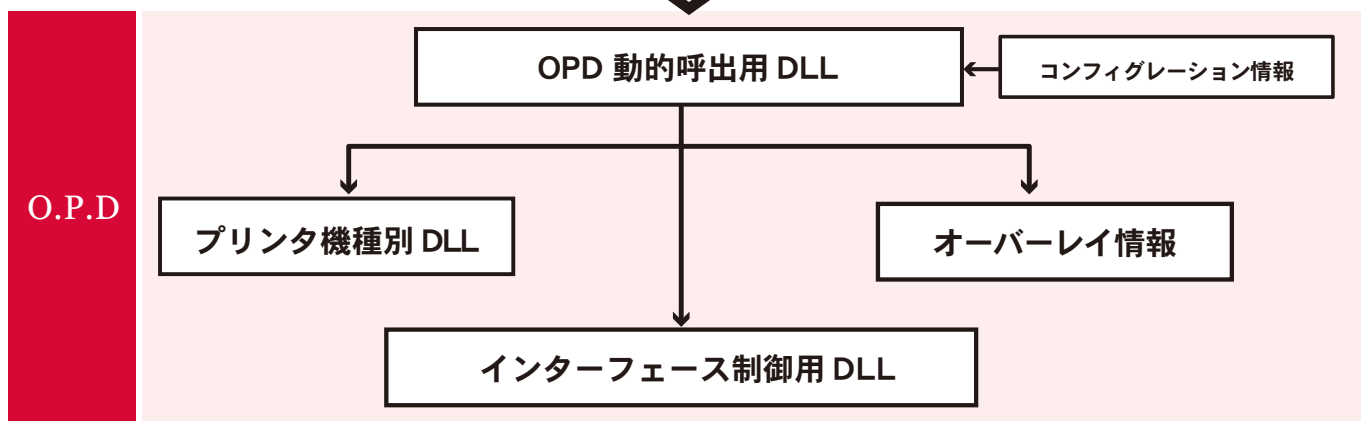 O.P.D
OPD 動的呼出用 DLL
コンフィグレーション情報
プリンタ機種別 DLL
オーバーレイ情報
インターフェース制御用 DLL